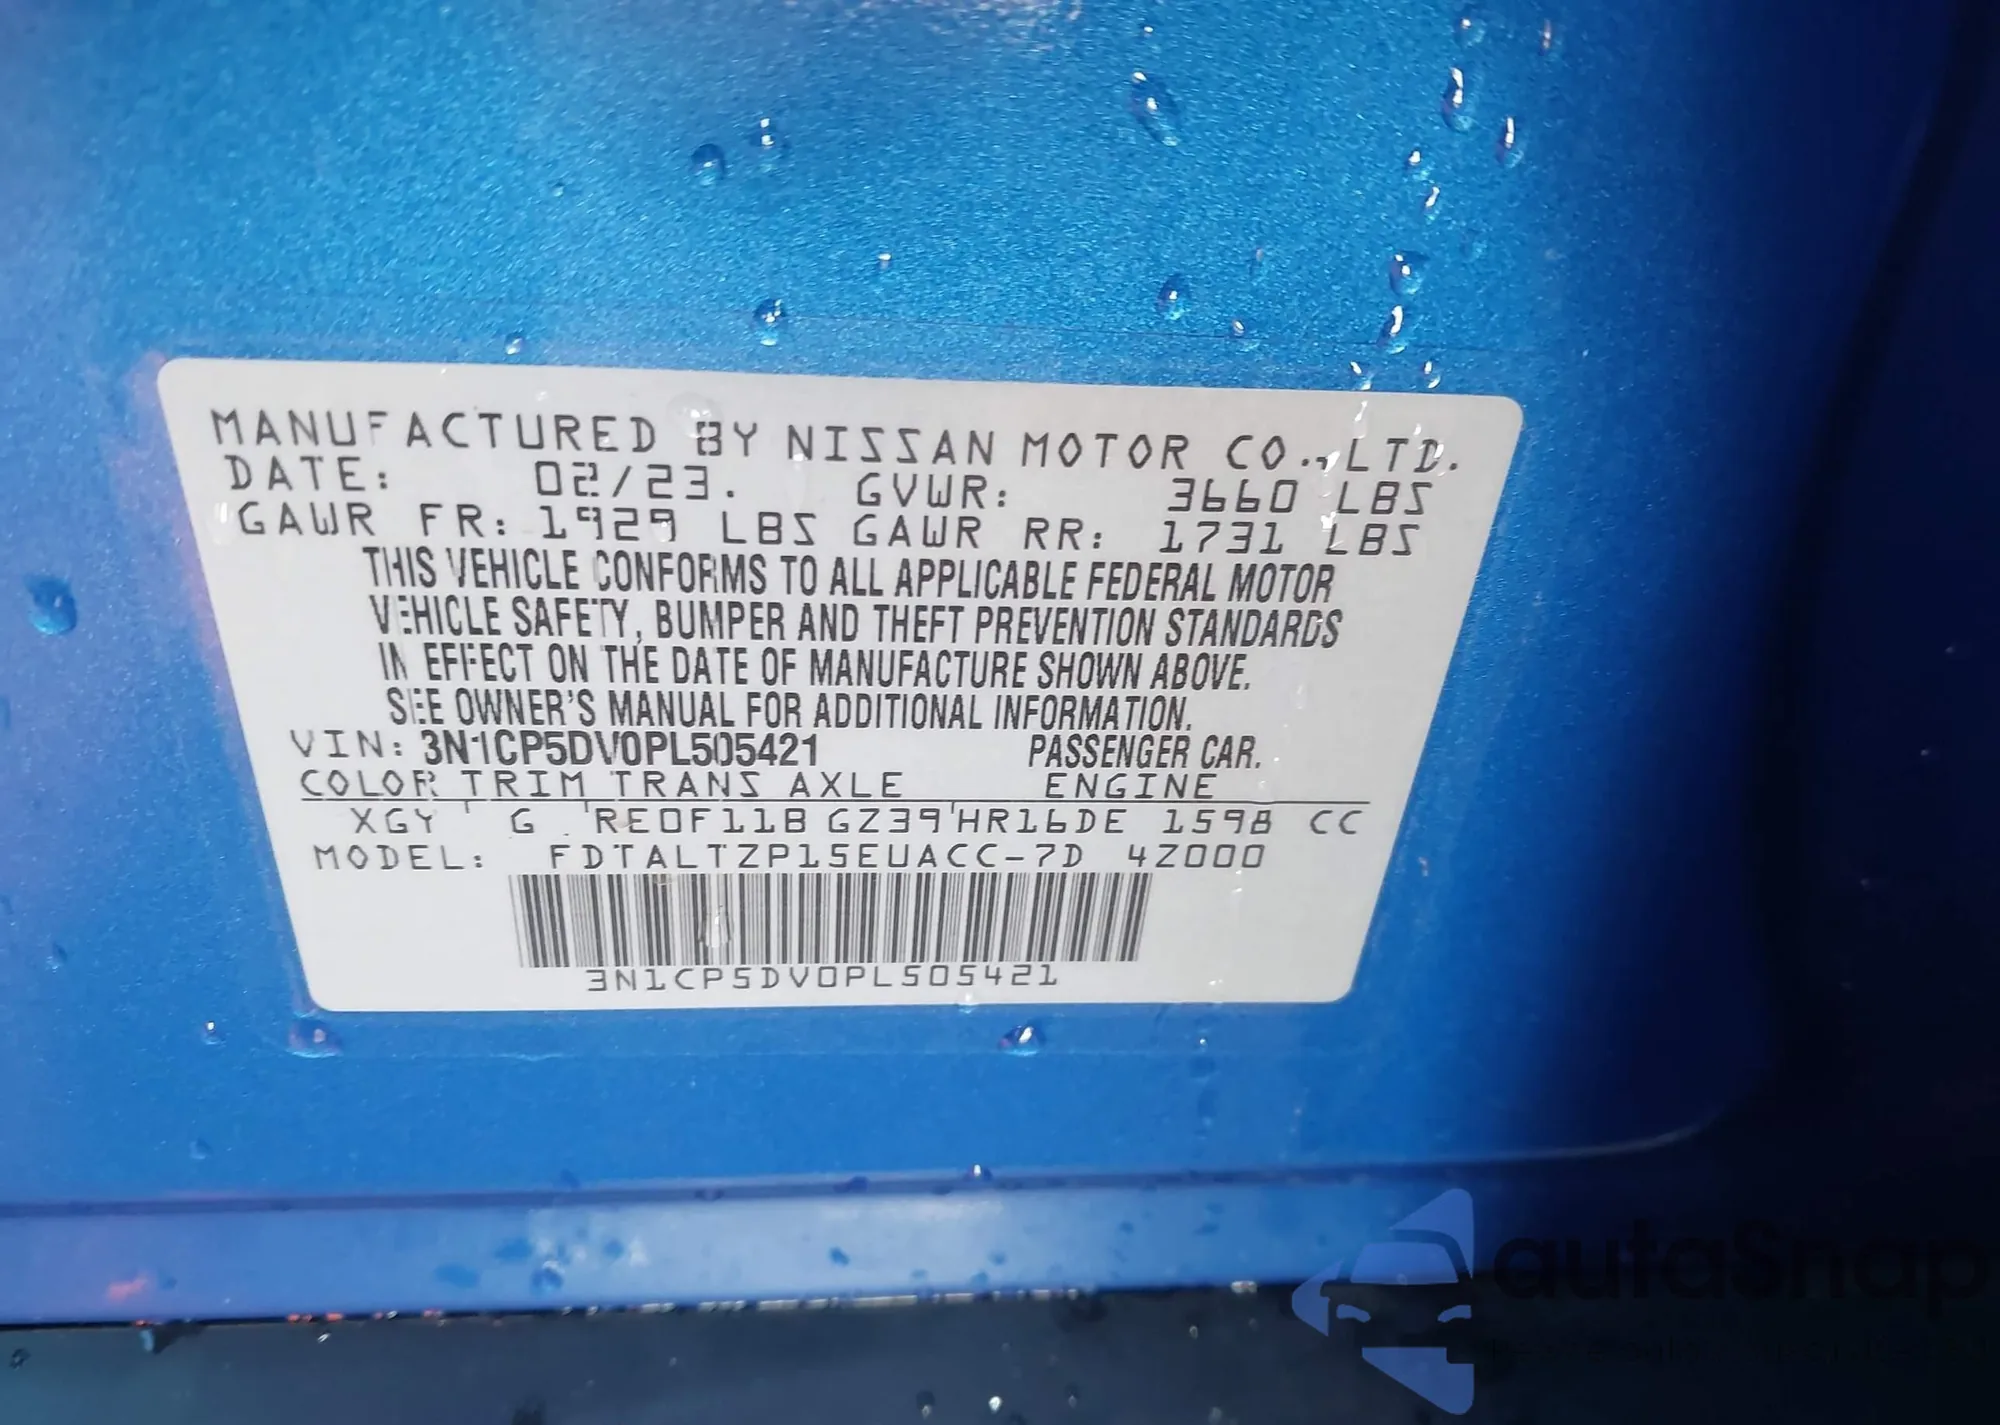 MANUFACTURED BY NISSAN MOTOR CO., LTD.
DATE: 02/23. GVWR: 3660 LBS
GAWR FR: 1929 LBS GAWR RR: 1731 LBS
THIS VEHICLE CONFORMS TO ALL APPLICABLE FEDERAL MOTOR
VEHICLE SAFETY, BUMPER AND THEFT PREVENTION STANDARDS
IN EFFECT ON THE DATE OF MANUFACTURE SHOWN ABOVE.
SEE OWNER'S MANUAL FOR ADDITIONAL INFORMATION.
VIN: 3N1CP5DV0PL505421 PASSENGER CAR.
COLOR TRIM TRANS AXLE ENGINE
XGY G RE0F11B GZ39 HR16DE 1598 CC
MODEL: FDTALTZP15EUACC-7D 4Z000
3N1CP5DV0PL505421
autaSnap